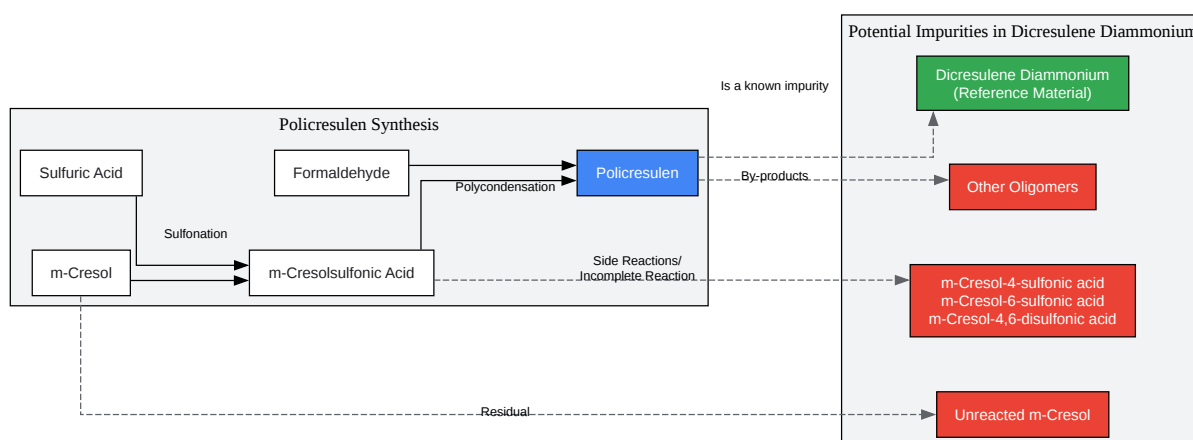 Potential Impurities in Dicresulene Diammonium
Dicresulene Diammonium
(Reference Material)
Is a known impurity
Policresulen Synthesis
Sulfuric Acid
Formaldehyde
Policresulen
Polycondensation
By-products
Other Oligomers
Sulfonation
m-Cresol
m-Cresolsulfonic Acid
Side Reactions/
Incomplete Reaction
m-Cresol-4-sulfonic acid
m-Cresol-6-sulfonic acid
m-Cresol-4,6-disulfonic acid
Residual
Unreacted m-Cresol